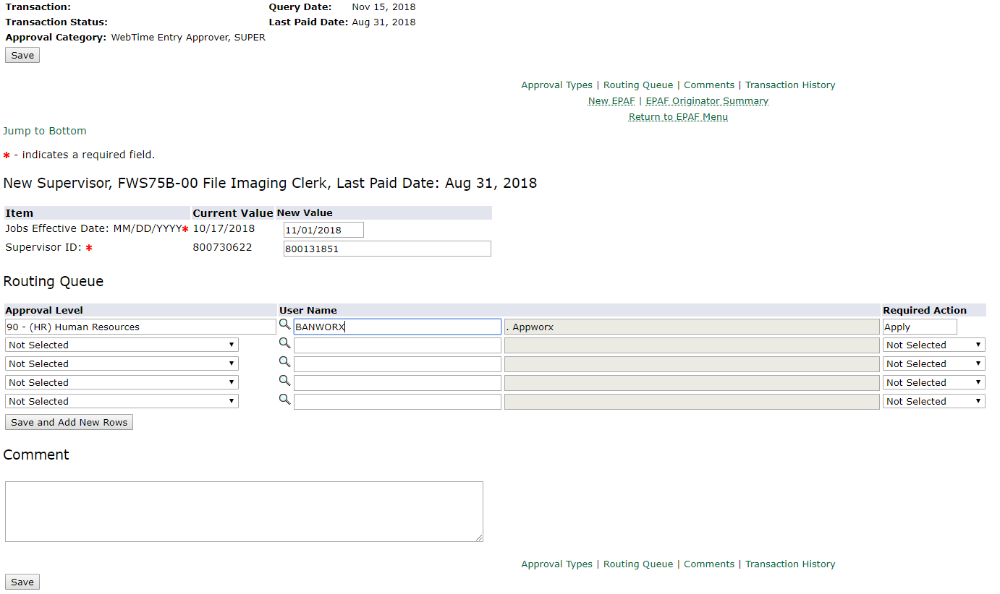 Transaction: Query Date: Nov 15, 2018
Transaction Status: Last Paid Date: Aug 31, 2018
Approval Category: WebTime Entry Approver, SUPER
Save
Approval Types | Routing Queue | Comments | Transaction History
New EPAF | EPAF Originator Summary
Return to EPAF Menu
Jump to Bottom
* - indicates a required field.
New Supervisor, FWS75B-00 File Imaging Clerk, Last Paid Date: Aug 31, 2018
Item Current Value New Value
Jobs Effective Date: MM/DD/YYYY* 10/17/2018 11/01/2018
Supervisor ID: * 800730622 800131851
Routing Queue
Approval Level User Name Required Action
90 - (HR) Human Resources BANWORX . Appworx Apply
Not Selected Not Selected
Not Selected Not Selected
Not Selected Not Selected
Not Selected Not Selected
Save and Add New Rows
Comment
Approval Types | Routing Queue | Comments | Transaction History
Save